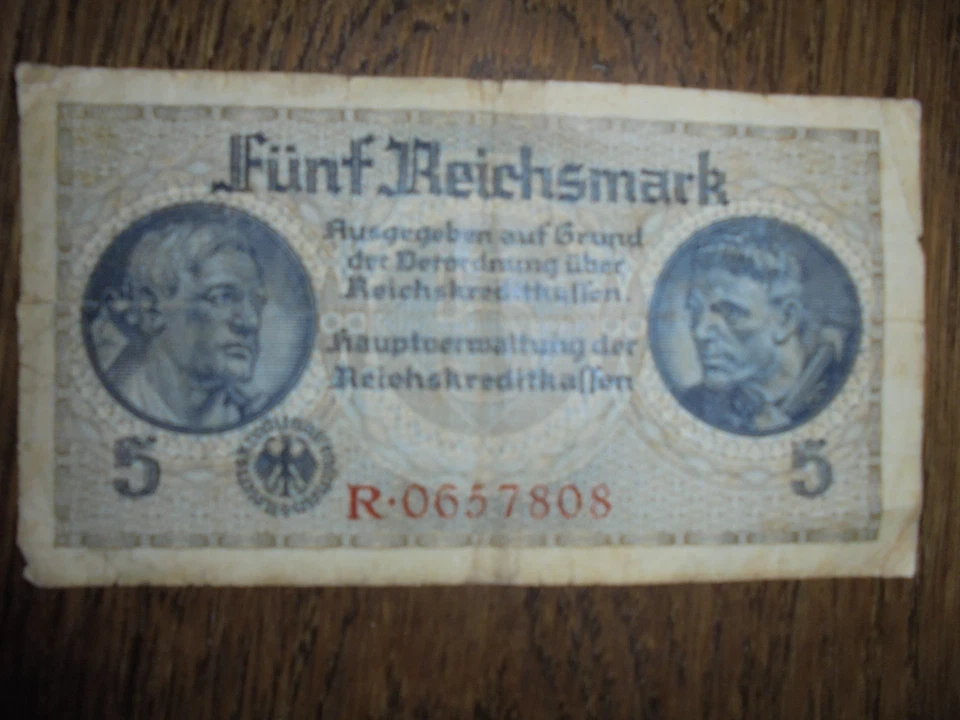 Fünf Reichsmark
Ausgegeben auf Grund
der Verordnung über
Reichskreditkassen.
Hauptverwaltung der
Reichskreditkassen
5
5
R·0657808